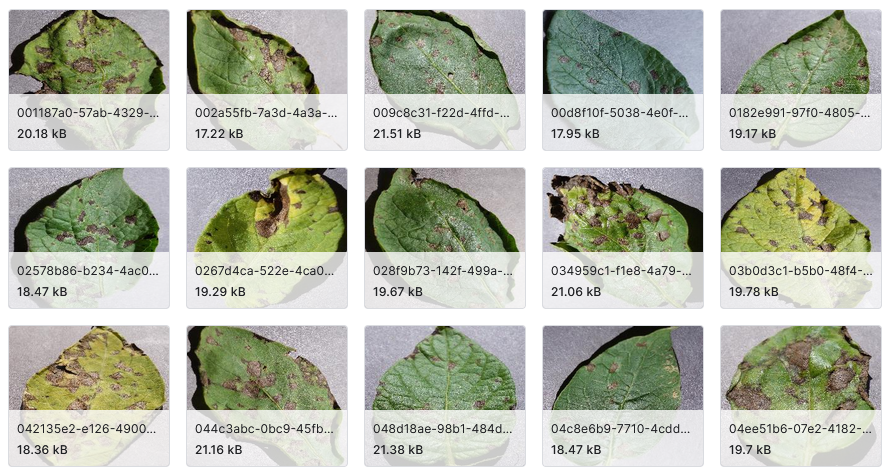 001187a0-57ab-4329-...
20.18 kB
002a55fb-7a3d-4a3a-...
17.22 kB
009c8c31-f22d-4ffd-...
21.51 kB
00d8f10f-5038-4e0f-...
17.95 kB
0182e991-97f0-4805-...
19.17 kB
02578b86-b234-4ac0...
18.47 kB
0267d4ca-522e-4ca0...
19.29 kB
028f9b73-142f-499a-...
19.67 kB
034959c1-f1e8-4a79-...
21.06 kB
03b0d3c1-b5b0-48f4-...
19.78 kB
042135e2-e126-4900...
18.36 kB
044c3abc-0bc9-45fb...
21.16 kB
048d18ae-98b1-484d...
21.38 kB
04c8e6b9-7710-4cdd...
18.47 kB
04ee51b6-07e2-4182-...
19.7 kB